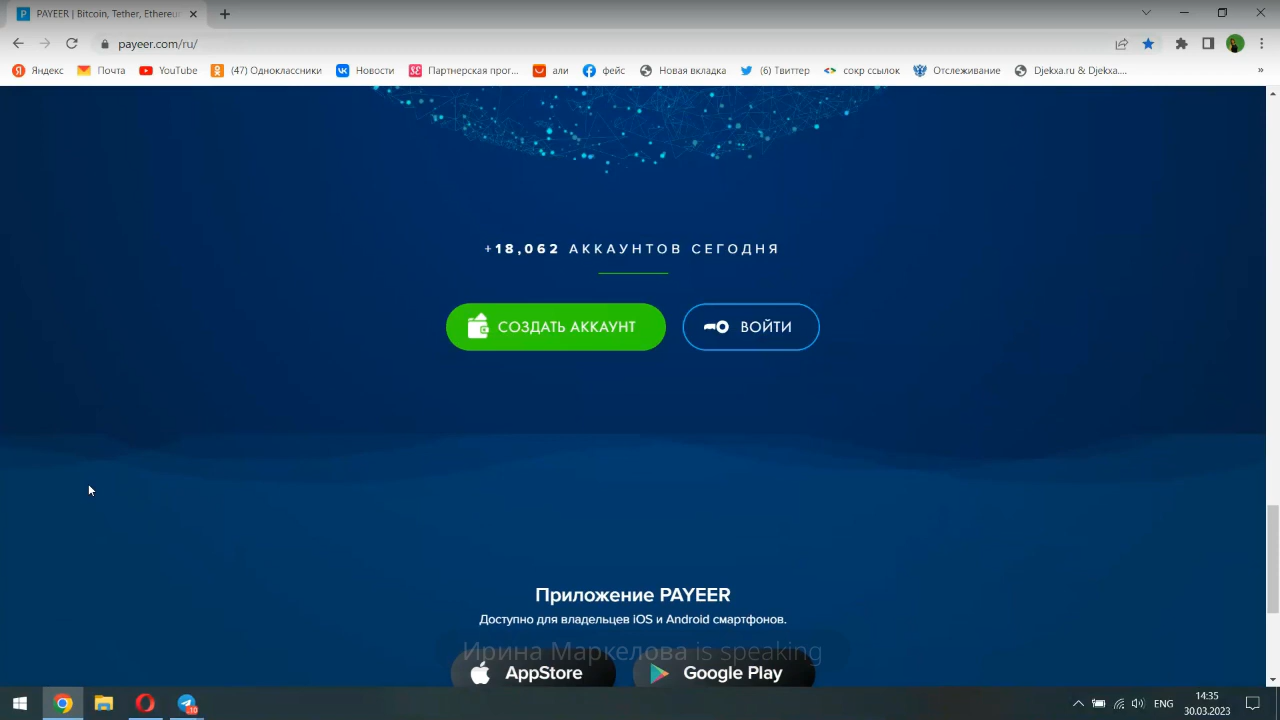 PAYEER | Bitcoin, Tether, Ethereu
payeer.com/ru/
Яндекс
Почта
YouTube
(47) Одноклассники
Новости
Партнерская прог...
али
фейс
Новая вкладка
(6) Твиттер
сокр ссылок
Отслеживание
Djekxa.ru & Djekxa....
»
+18,062 АККАУНТОВ СЕГОДНЯ
СОЗДАТЬ АККАУНТ
ВОЙТИ
Приложение PAYEER
Доступно для владельцев iOS и Android смартфонов.
Ирина Маркелова is speaking
AppStore
Google Play
10
ENG
14:35
30.03.2023